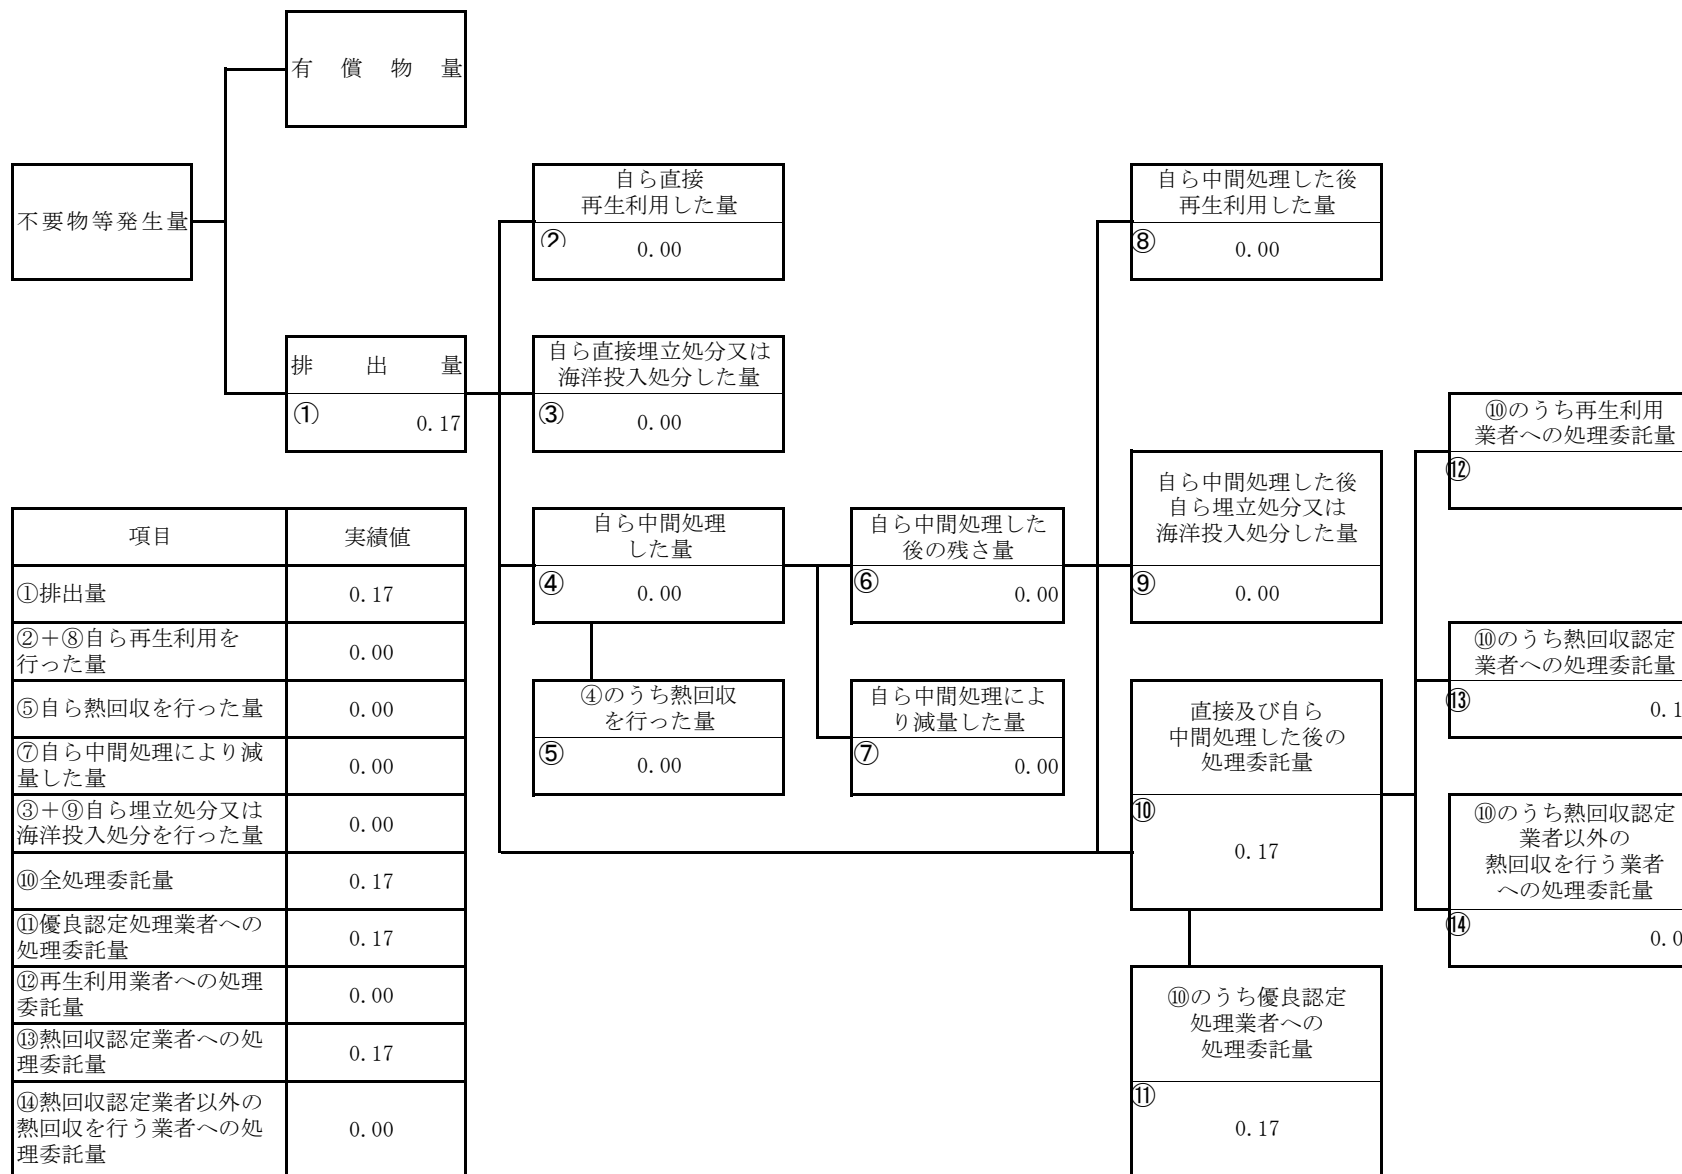 有償物量
不要物等発生量
排出量
①
0.17
自ら直接
再生利用した量
②
0.00
自ら直接埋立処分又は
海洋投入処分した量
③
0.00
自ら中間処理
した量
④
0.00
④のうち熱回収
を行った量
⑤
0.00
自ら中間処理した
後の残さ量
⑥
0.00
自ら中間処理によ
り減量した量
⑦
0.00
自ら中間処理した後
再生利用した量
⑧
0.00
自ら中間処理した後
自ら埋立処分又は
海洋投入処分した量
⑨
0.00
直接及び自ら
中間処理した後の
処理委託量
⑩
0.17
⑩のうち優良認定
処理業者への
処理委託量
⑪
0.17
⑩のうち再生利用
業者への処理委託量
⑫
⑩のうち熱回収認定
業者への処理委託量
⑬
0.1
⑩のうち熱回収認定
業者以外の
熱回収を行う業者
への処理委託量
⑭
0.0
項目 実績値
①排出量 0.17
②+⑧自ら再生利用を
行った量 0.00
⑤自ら熱回収を行った量 0.00
⑦自ら中間処理により減
量した量 0.00
③+⑨自ら埋立処分又は
海洋投入処分を行った量 0.00
⑩全処理委託量 0.17
⑪優良認定処理業者への
処理委託量 0.17
⑫再生利用業者への処理
委託量 0.00
⑬熱回収認定業者への処
理委託量 0.17
⑭熱回収認定業者以外の
熱回収を行う業者への処
理委託量 0.00